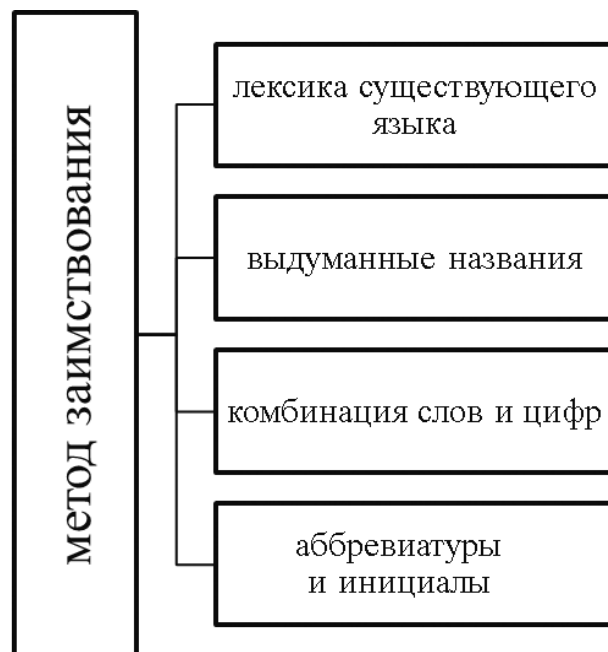 метод заимствования
лексика существующего
языка
выдуманные названия
комбинация слов и цифр
аббревиатуры
и инициалы